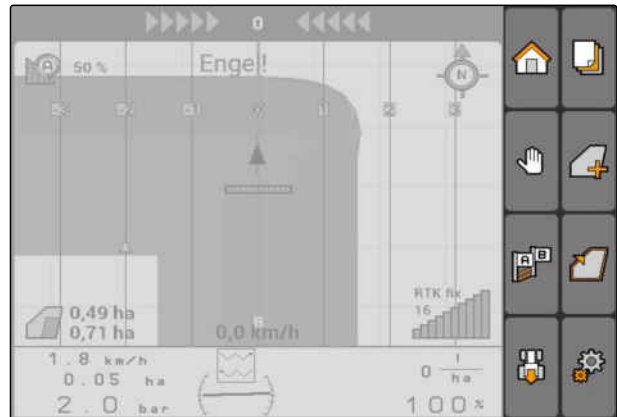 0
A
50 %
Engel!
N
0,49 ha
0,71 ha
0,0 km/h
RTK fix
16
1.8 km/h
0.05 ha
2.0 bar
0 l/ha
100 %
A B